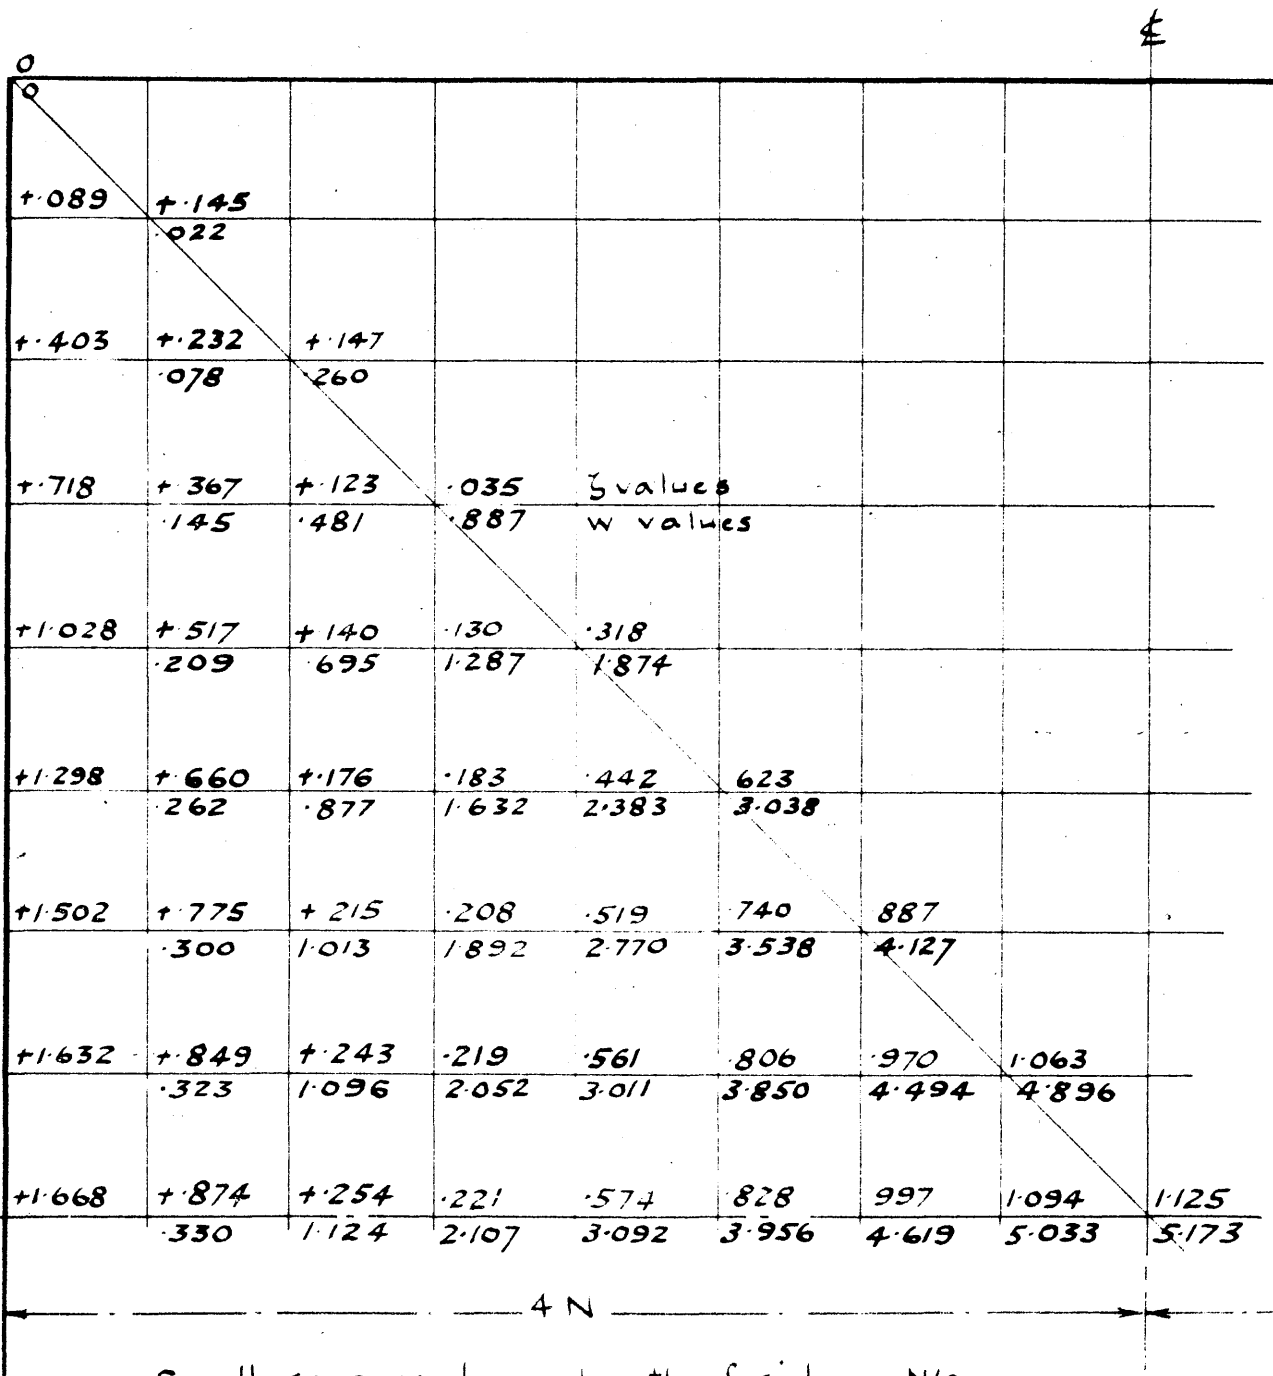 ℄
0
0
+·089 +·145
·022
+·403 +·232 +·147
·078 ·260
+·718 +·367 +·123 ·035 ζ values
·145 ·481 ·887 w values
+1·028 +·517 +·140 ·130 ·318
·209 ·695 1·287 1·874
+1·298 +·660 +·176 ·183 ·442 623
·262 ·877 1·632 2·383 3·038
+1·502 +·775 +·215 ·208 ·519 ·740 887
·300 1·013 1·892 2·770 3·538 4·127
+1·632 +·849 +·243 ·219 ·561 ·806 ·970 1·063
·323 1·096 2·052 3·011 3·850 4·494 4·896
+1·668 +·874 +·254 ·221 ·574 ·828 997 1·094 1·125
·330 1·124 2·107 3·092 3·956 4·619 5·033 5·173
4 N